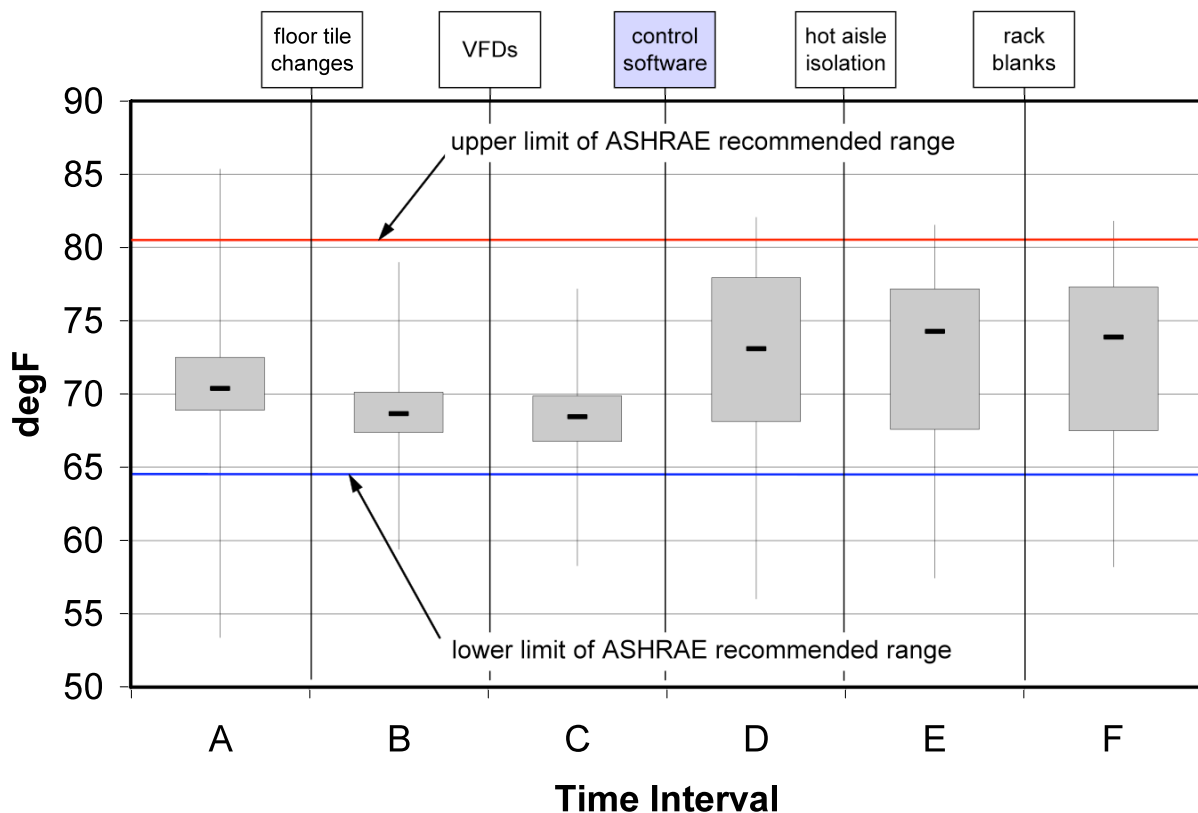 floor tile
changes
VFDs
control
software
hot aisle
isolation
rack
blanks
90
upper limit of ASHRAE recommended range
85
80
75
70
degF
65
60
55
lower limit of ASHRAE recommended range
50
A B C D E F
Time Interval